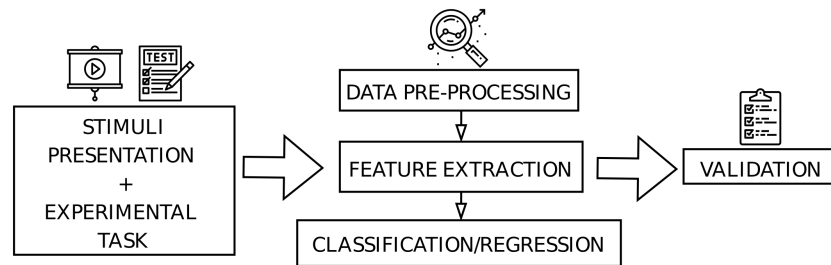 TEST
STIMULI
PRESENTATION
+
EXPERIMENTAL
TASK
DATA PRE-PROCESSING
FEATURE EXTRACTION
CLASSIFICATION/REGRESSION
VALIDATION